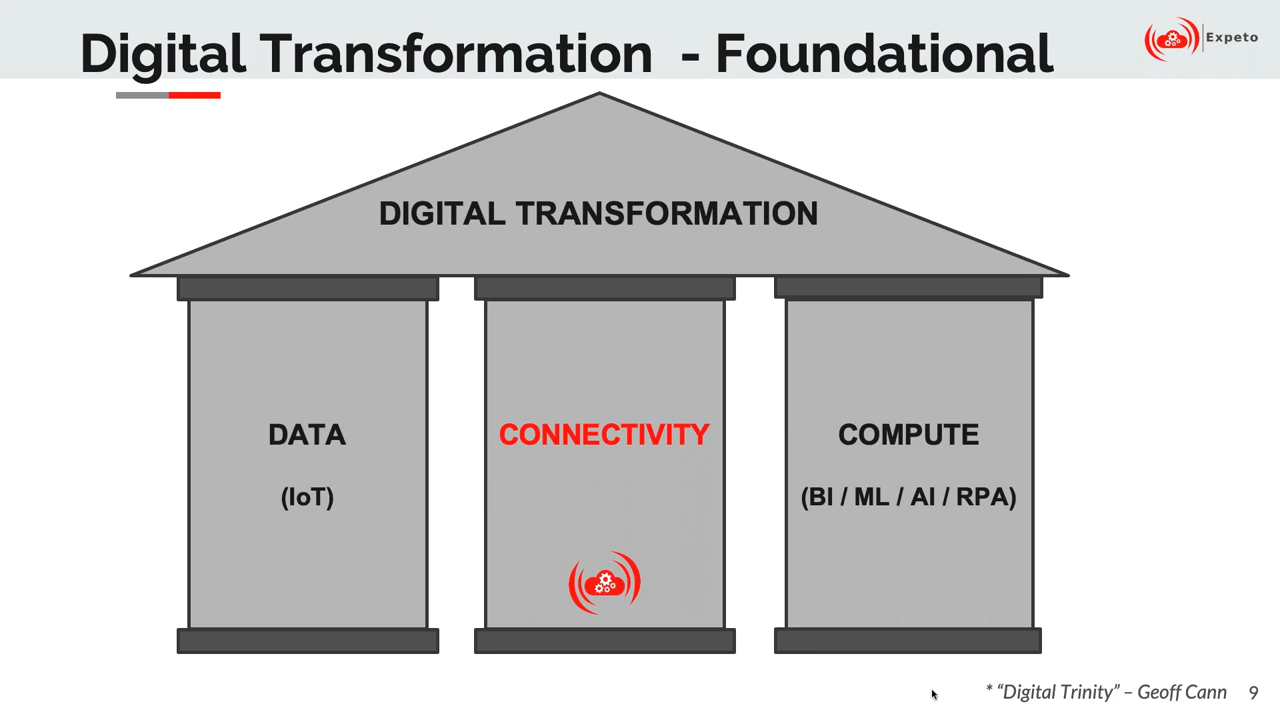 Digital Transformation - Foundational
Expeto
DIGITAL TRANSFORMATION
DATA
(IoT)
CONNECTIVITY
COMPUTE
(BI / ML / AI / RPA)
* “Digital Trinity” – Geoff Cann
9